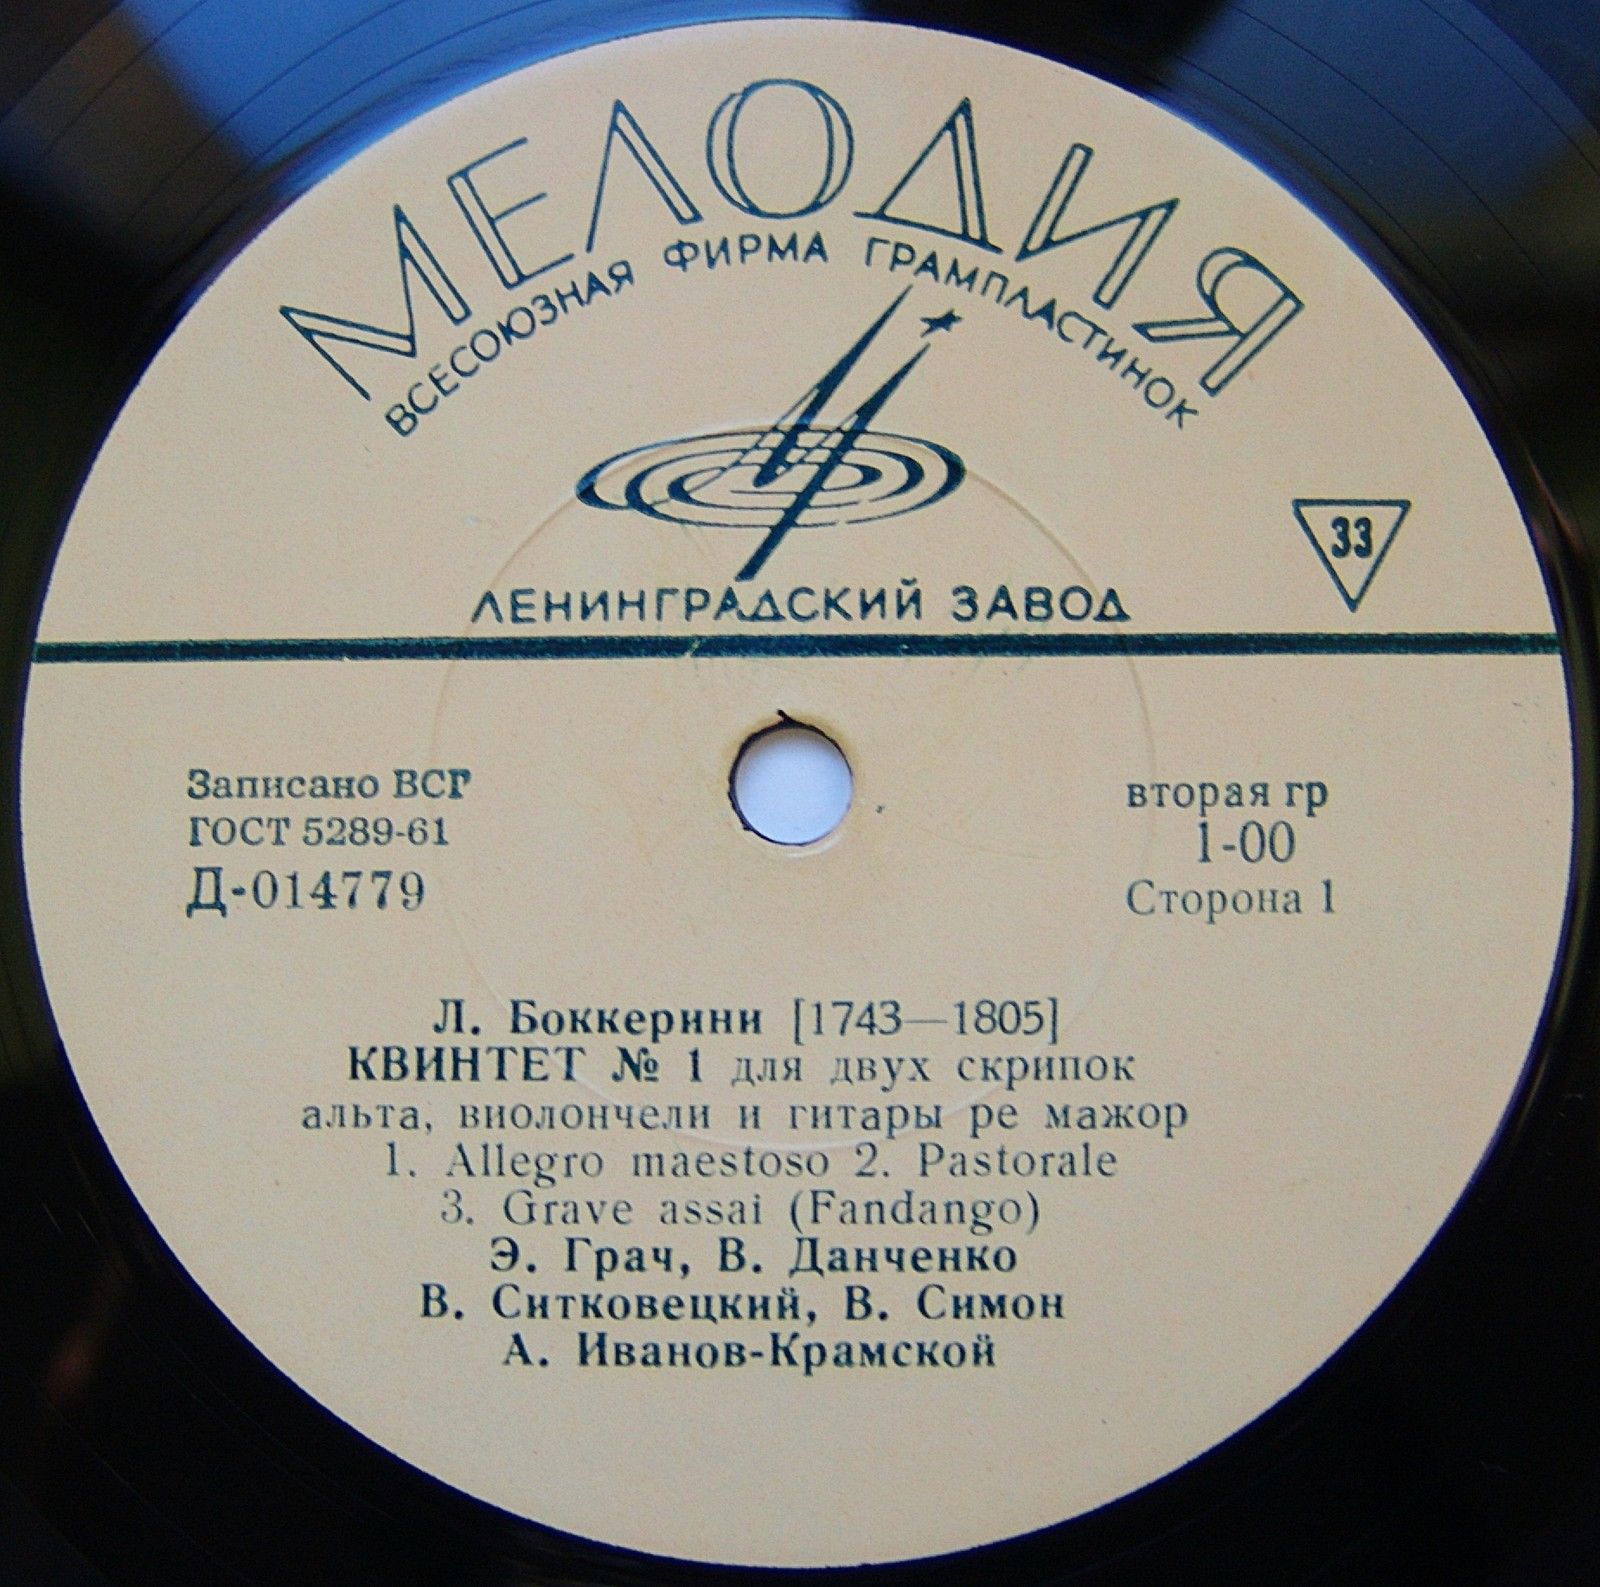 МЕЛОДИЯ
ВСЕСОЮЗНАЯ ФИРМА ГРАМПЛАСТИНОК
33
ЛЕНИНГРАДСКИЙ ЗАВОД
Записано ВСГ
ГОСТ 5289-61
Д-014779
вторая гр
1-00
Сторона 1
Л. Боккерини [1743—1805]
КВИНТЕТ № 1 для двух скрипок
альта, виолончели и гитары ре мажор
1. Allegro maestoso 2. Pastorale
3. Grave assai (Fandango)
Э. Грач, В. Данченко
В. Ситковецкий, В. Симон
А. Иванов-Крамской